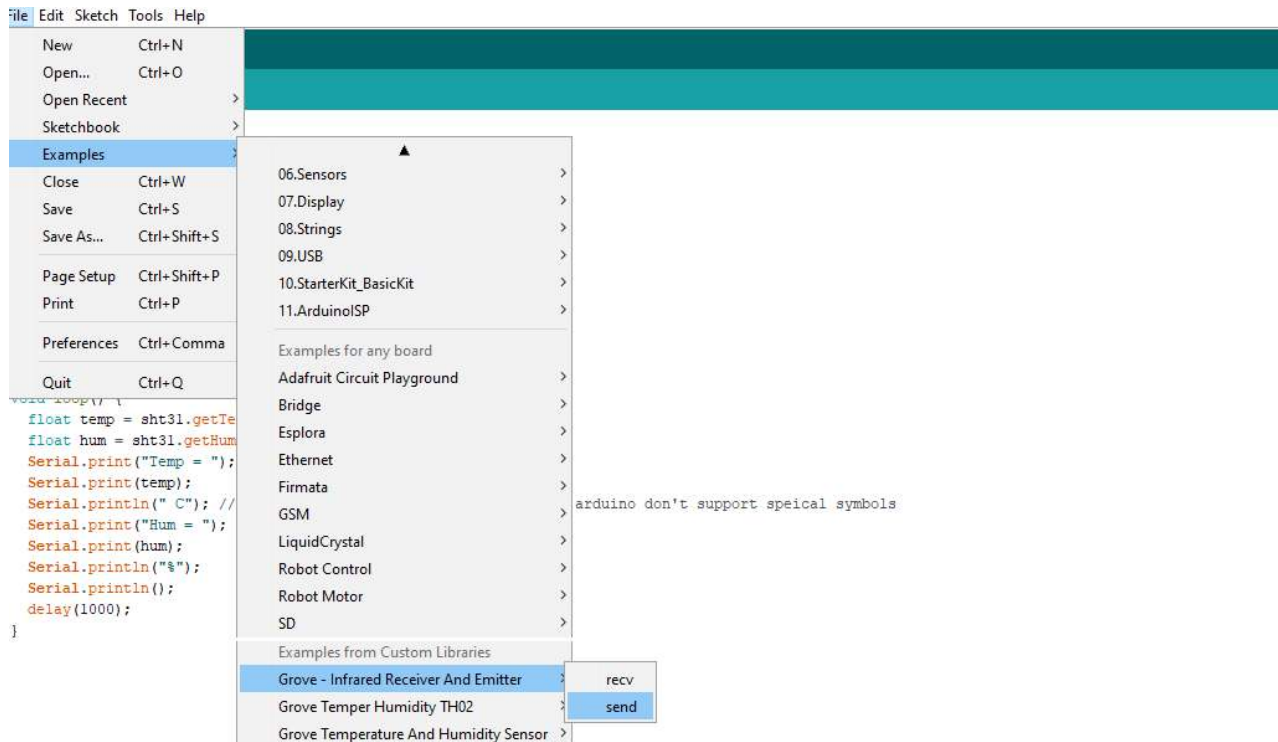 File Edit Sketch Tools Help
New Ctrl+N
Open... Ctrl+O
Open Recent
Sketchbook
Examples
Close Ctrl+W
Save Ctrl+S
Save As... Ctrl+Shift+S
Page Setup Ctrl+Shift+P
Print Ctrl+P
Preferences Ctrl+Comma
Quit Ctrl+Q
06.Sensors
07.Display
08.Strings
09.USB
10.StarterKit_BasicKit
11.ArduinoISP
Examples for any board
Adafruit Circuit Playground
Bridge
Esplora
Ethernet
Firmata
GSM
LiquidCrystal
Robot Control
Robot Motor
SD
Examples from Custom Libraries
Grove - Infrared Receiver And Emitter
Grove Temper Humidity TH02
Grove Temperature And Humidity Sensor
recv
send
void loop() {
float temp = sht31.getTe
float hum = sht31.getHum
Serial.print("Temp = ");
Serial.print(temp);
Serial.println(" C"); // arduino don't support speical symbols
Serial.print("Hum = ");
Serial.print(hum);
Serial.println("%");
Serial.println();
delay(1000);
}